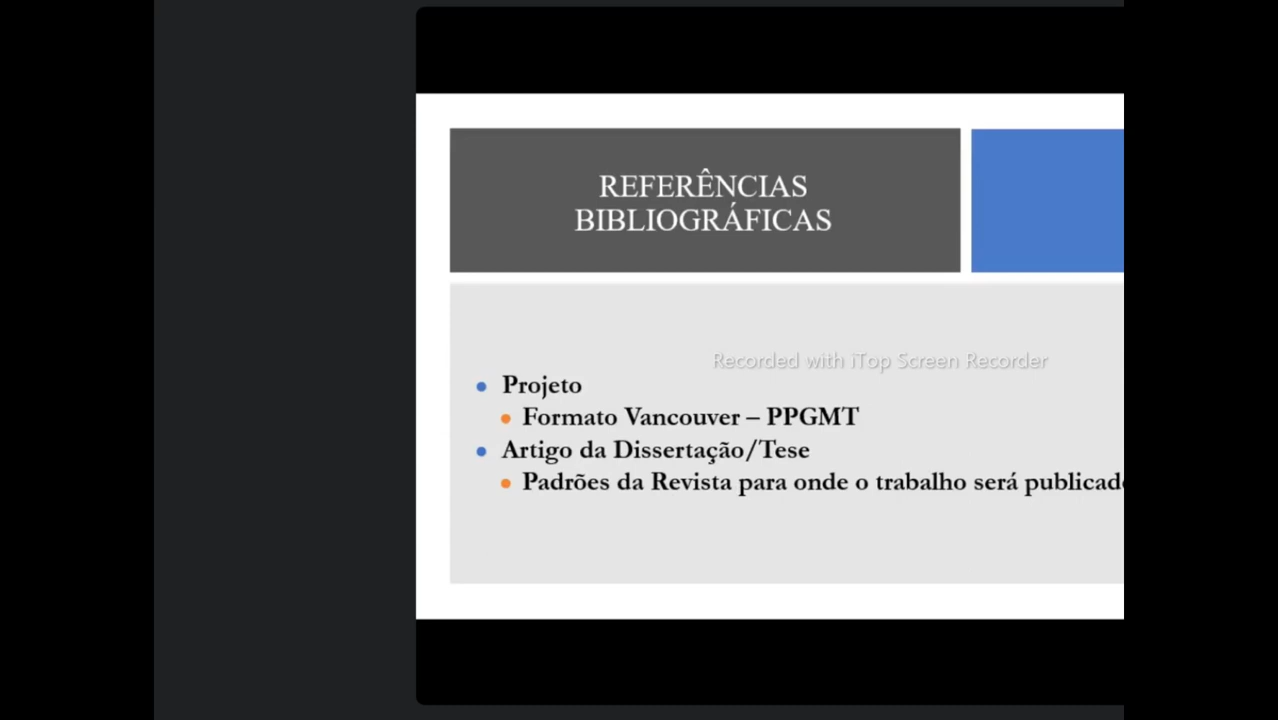 REFERÊNCIAS
BIBLIOGRÁFICAS
Recorded with iTop Screen Recorder
Projeto
Formato Vancouver – PPGMT
Artigo da Dissertação/Tese
Padrões da Revista para onde o trabalho será